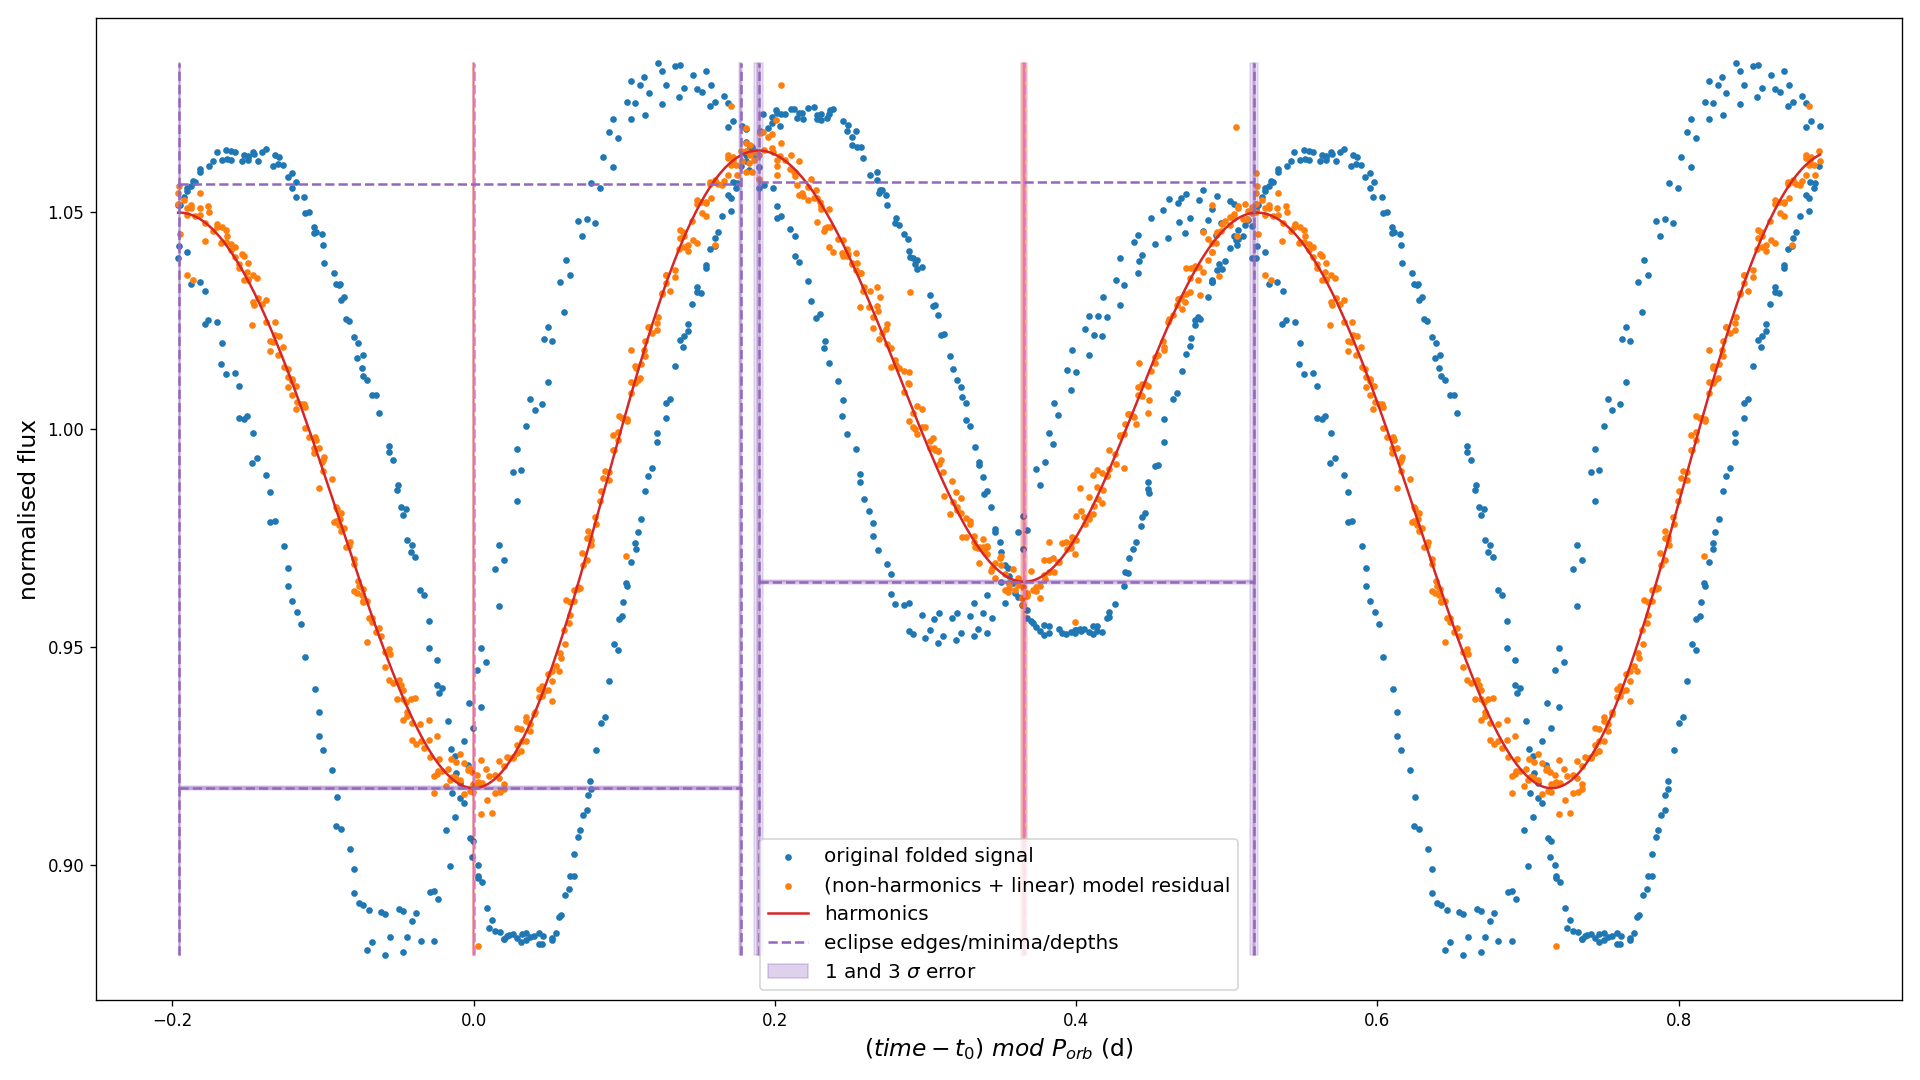 normalised flux
1.05
1.00
0.95
0.90
−0.2
0.0
0.2
0.4
0.6
0.8
(time − t₀) mod Pₒᵣb (d)
original folded signal
(non-harmonics + linear) model residual
harmonics
eclipse edges/minima/depths
1 and 3 σ error